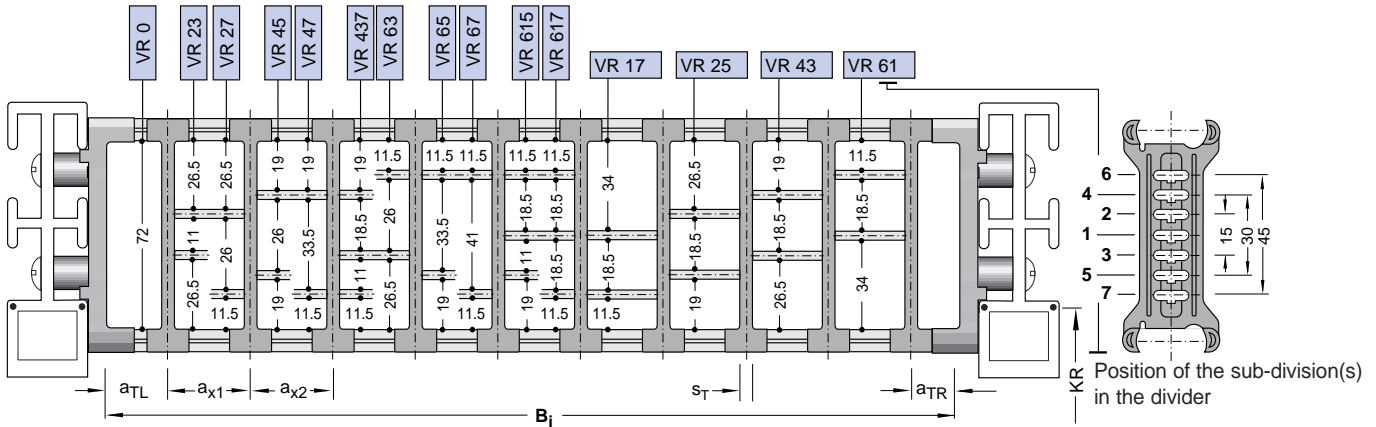 VR 0
VR 23
VR 27
VR 45
VR 47
VR 437
VR 63
VR 65
VR 67
VR 615
VR 617
VR 17
VR 25
VR 43
VR 61
72
26.5
11
26.5
26.5
26
11.5
19
26
19
19
33.5
11.5
19
18.5
11
11.5
11.5
26
26.5
11.5
33.5
19
11.5
41
11.5
11.5
18.5
11
19
11.5
18.5
18.5
11.5
34
18.5
11.5
26.5
18.5
19
19
18.5
26.5
11.5
18.5
34
6
4
2
1
3
5
7
15
30
45
KR
Position of the sub-division(s)
in the divider
aTL
ax1
ax2
sT
aTR
Bi